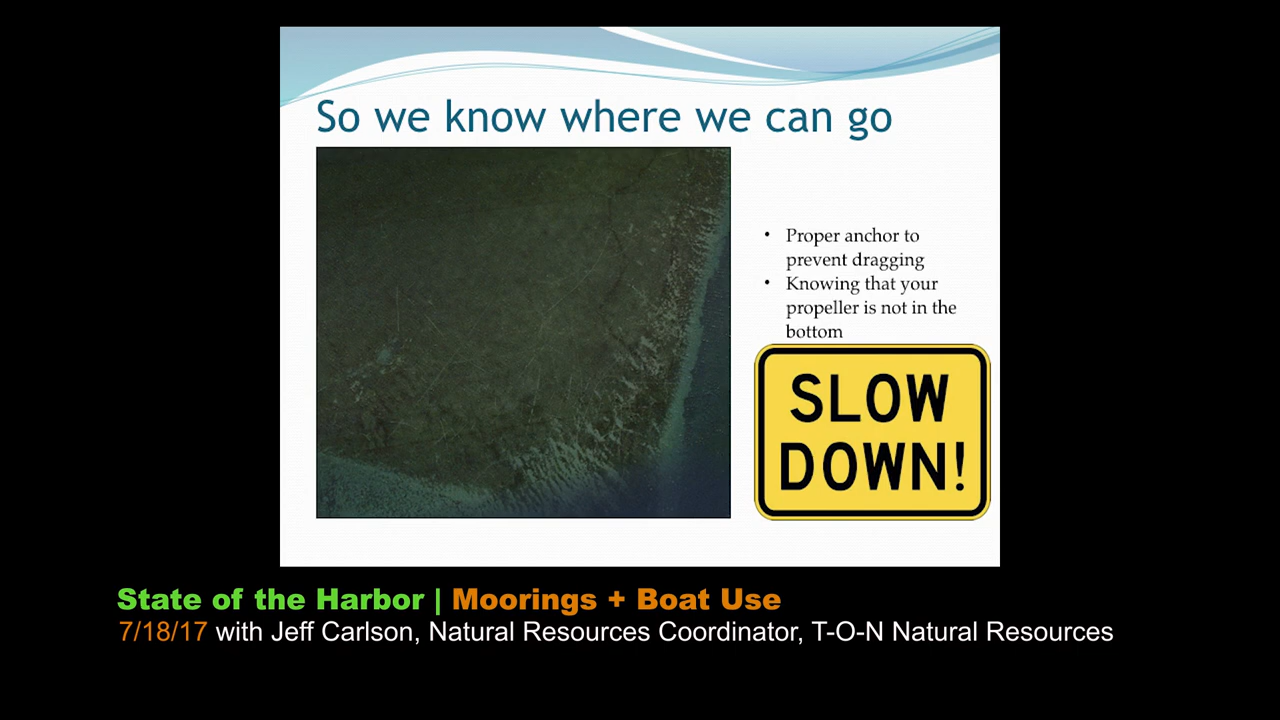 So we know where we can go
• Proper anchor to
prevent dragging
• Knowing that your
propeller is not in the
bottom
SLOW
DOWN!
State of the Harbor | Moorings + Boat Use
7/18/17 with Jeff Carlson, Natural Resources Coordinator, T-O-N Natural Resources